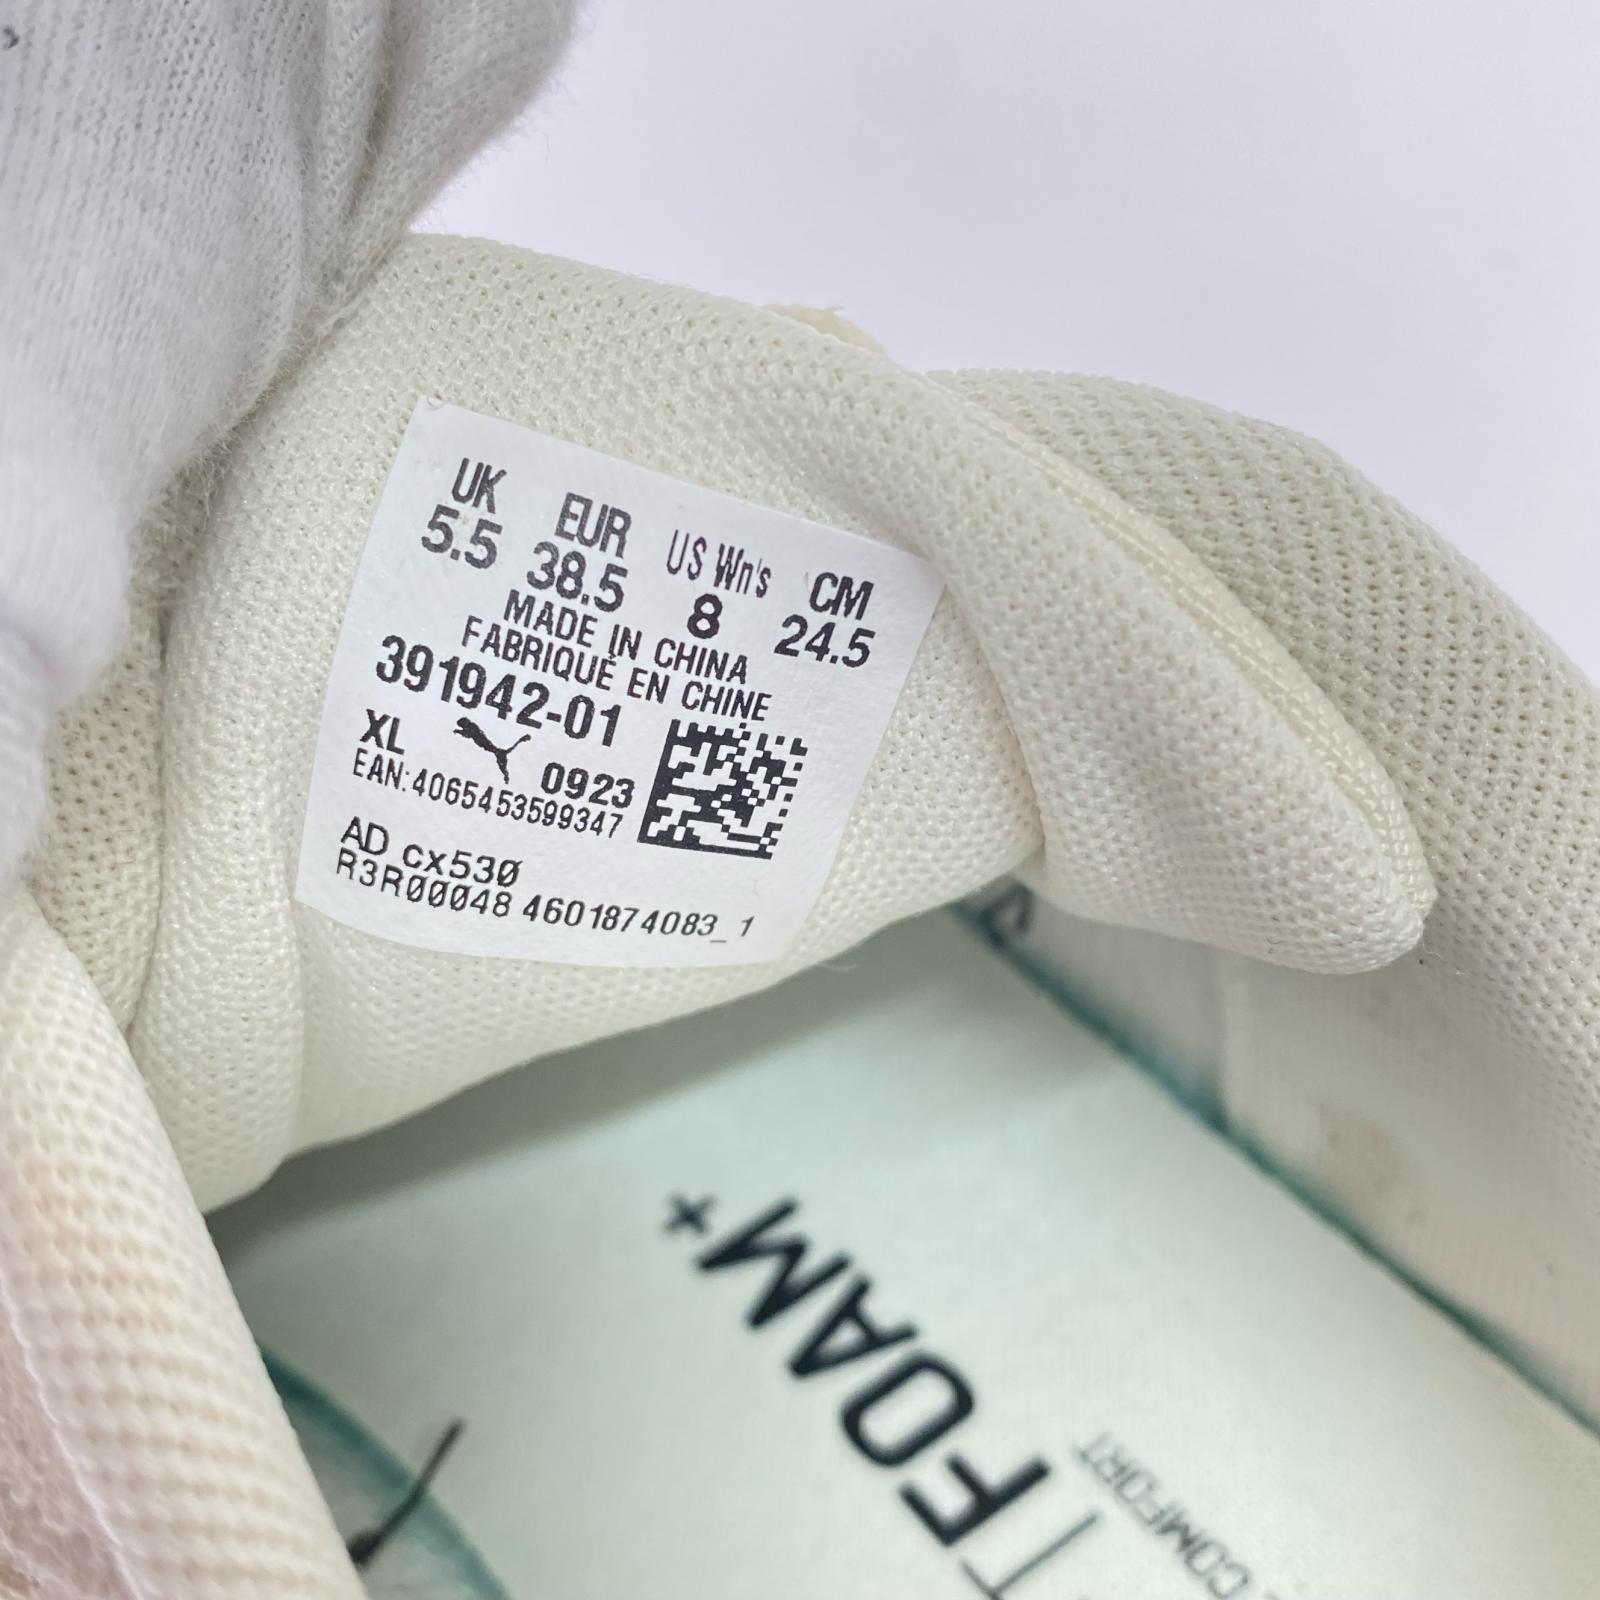 UK EUR US Wn's CM
5.5 38.5 8 24.5
MADE IN CHINA
FABRIQUÉ EN CHINE
391942-01
XL 0923
EAN:4065453599347
AD cx530
R3R00048 4601874083_1
FOAM+
COMFORT